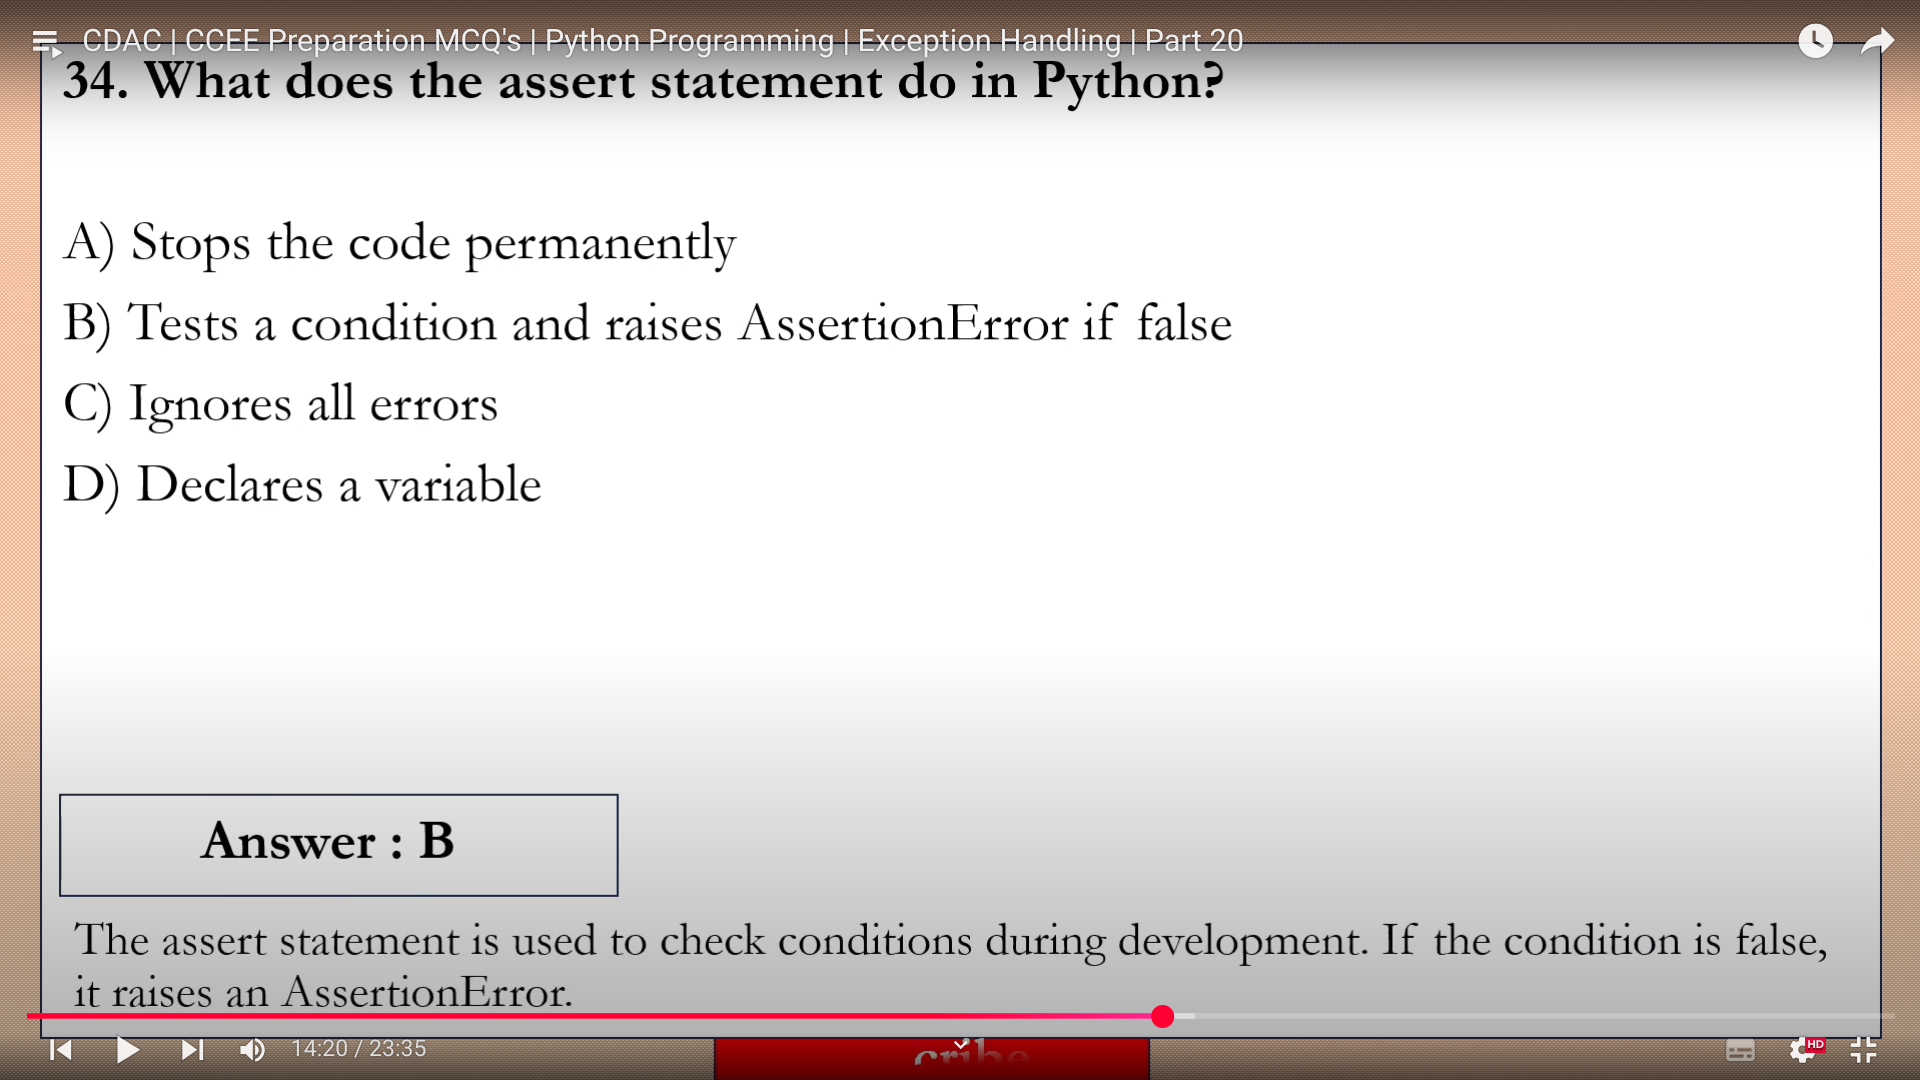 CDAC | CCEE Preparation MCQ's | Python Programming | Exception Handling | Part 20
34. What does the assert statement do in Python?
A) Stops the code permanently
B) Tests a condition and raises AssertionError if false
C) Ignores all errors
D) Declares a variable
Answer : B
The assert statement is used to check conditions during development. If the condition is false,
it raises an AssertionError.
14:20 / 23:35
HD